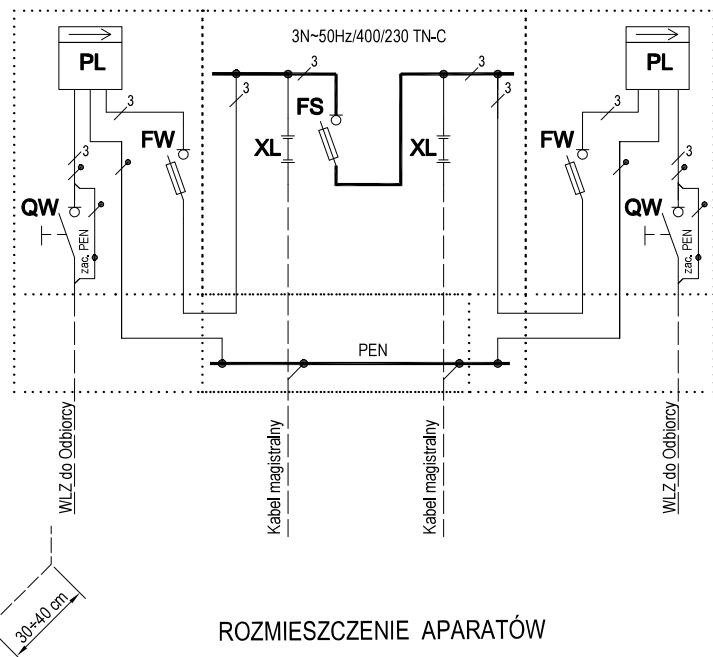 3N~50Hz/400/230 TN-C
PL
PL
3
3
3
3
3
3
FS
FW
XL
XL
FW
3
3
QW
QW
zac. PEN
zac. PEN
PEN
WLZ do Odbiorcy
Kabel magistralny
Kabel magistralny
WLZ do Odbiorcy
30÷40 cm
ROZMIESZCZENIE APARATÓW